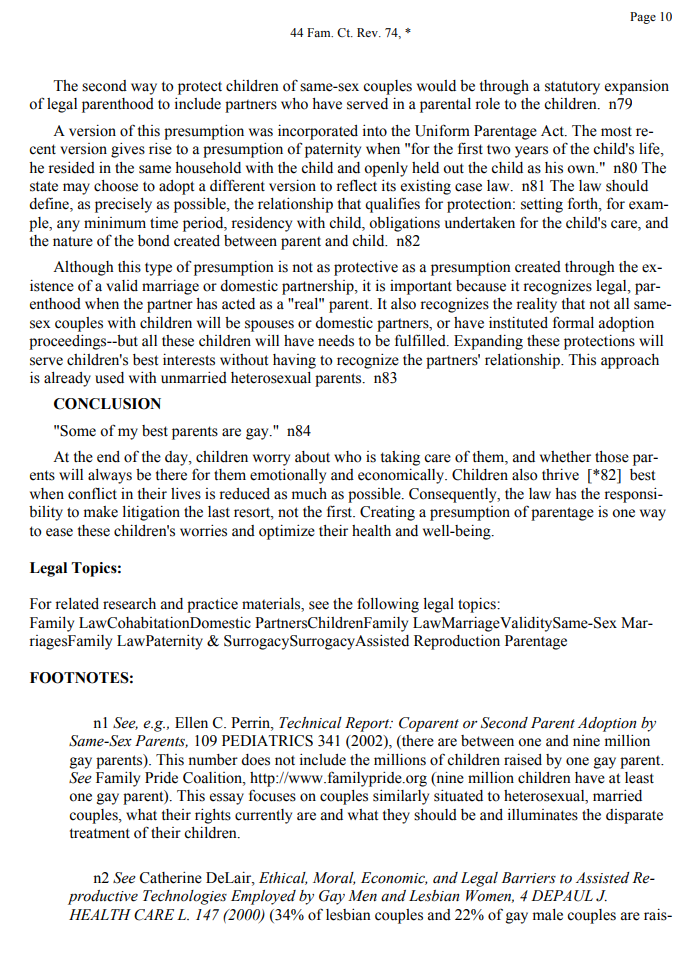 Page 10
44 Fam. Ct. Rev. 74, *
The second way to protect children of same-sex couples would be through a statutory expansion
of legal parenthood to include partners who have served in a parental role to the children.  n79
A version of this presumption was incorporated into the Uniform Parentage Act. The most re-
cent version gives rise to a presumption of paternity when "for the first two years of the child's life,
he resided in the same household with the child and openly held out the child as his own."  n80 The
state may choose to adopt a different version to reflect its existing case law.  n81 The law should
define, as precisely as possible, the relationship that qualifies for protection: setting forth, for exam-
ple, any minimum time period, residency with child, obligations undertaken for the child's care, and
the nature of the bond created between parent and child.  n82
Although this type of presumption is not as protective as a presumption created through the ex-
istence of a valid marriage or domestic partnership, it is important because it recognizes legal, par-
enthood when the partner has acted as a "real" parent. It also recognizes the reality that not all same-
sex couples with children will be spouses or domestic partners, or have instituted formal adoption
proceedings--but all these children will have needs to be fulfilled. Expanding these protections will
serve children's best interests without having to recognize the partners' relationship. This approach
is already used with unmarried heterosexual parents.  n83
CONCLUSION
"Some of my best parents are gay."  n84
At the end of the day, children worry about who is taking care of them, and whether those par-
ents will always be there for them emotionally and economically. Children also thrive  [*82]  best
when conflict in their lives is reduced as much as possible. Consequently, the law has the responsi-
bility to make litigation the last resort, not the first. Creating a presumption of parentage is one way
to ease these children's worries and optimize their health and well-being.
Legal Topics:
For related research and practice materials, see the following legal topics:
Family LawCohabitationDomestic PartnersChildrenFamily LawMarriageValiditySame-Sex Mar-
riagesFamily LawPaternity & SurrogacySurrogacyAssisted Reproduction Parentage
FOOTNOTES:
n1 See, e.g., Ellen C. Perrin, Technical Report: Coparent or Second Parent Adoption by
Same-Sex Parents, 109 PEDIATRICS 341 (2002), (there are between one and nine million
gay parents). This number does not include the millions of children raised by one gay parent.
See Family Pride Coalition, http://www.familypride.org (nine million children have at least
one gay parent). This essay focuses on couples similarly situated to heterosexual, married
couples, what their rights currently are and what they should be and illuminates the disparate
treatment of their children.
n2 See Catherine DeLair, Ethical, Moral, Economic, and Legal Barriers to Assisted Re-
productive Technologies Employed by Gay Men and Lesbian Women, 4 DEPAUL J.
HEALTH CARE L. 147 (2000) (34% of lesbian couples and 22% of gay male couples are rais-